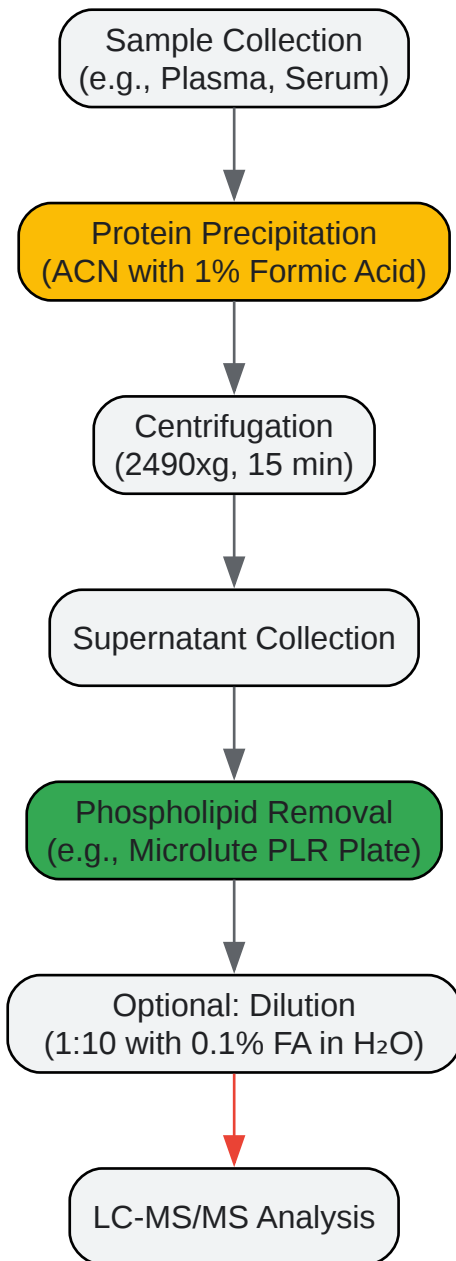 Sample Collection
(e.g., Plasma, Serum)
Protein Precipitation
(ACN with 1% Formic Acid)
Centrifugation
(2490xg, 15 min)
Supernatant Collection
Phospholipid Removal
(e.g., Microlute PLR Plate)
Optional: Dilution
(1:10 with 0.1% FA in H₂O)
LC-MS/MS Analysis